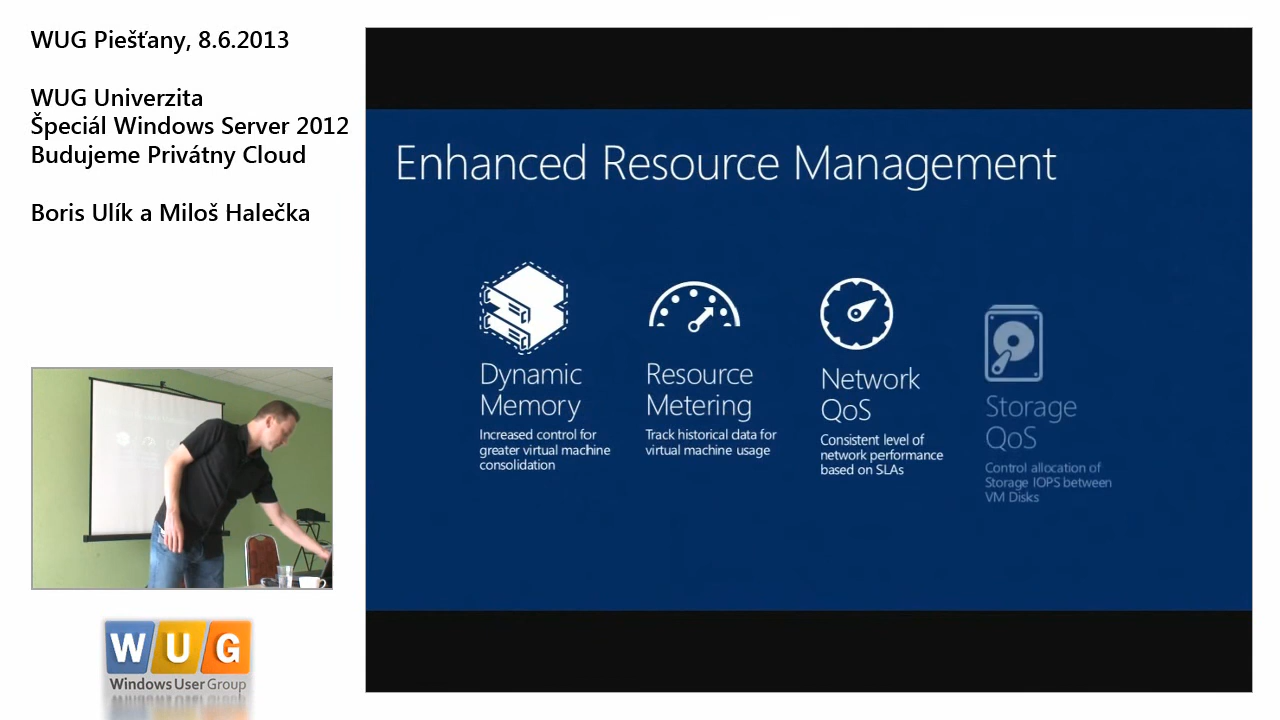 WUG Piešťany, 8.6.2013
WUG Univerzita
Špeciál Windows Server 2012
Budujeme Privátny Cloud
Boris Ulík a Miloš Halečka
WUG
Windows User Group
Enhanced Resource Management
Dynamic
Memory
Increased control for
greater virtual machine
consolidation
Resource
Metering
Track historical data for
virtual machine usage
Network
QoS
Consistent level of
network performance
based on SLAs
Storage
QoS
Control allocation of
Storage IOPS between
VM Disks